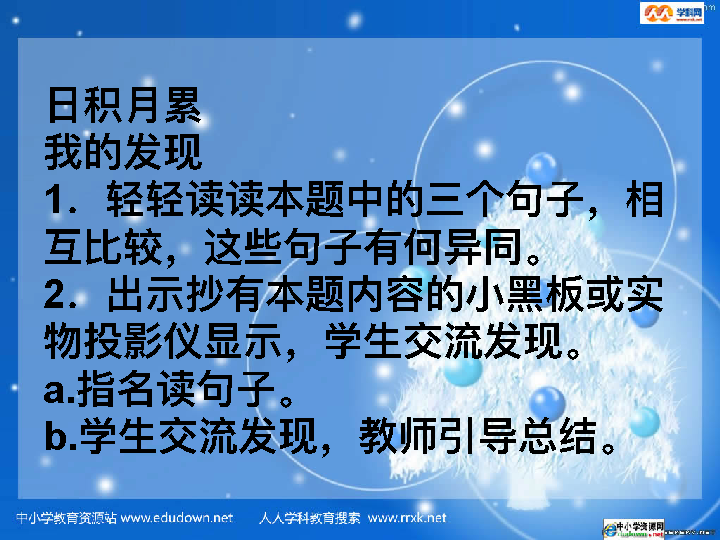 学科网
日积月累
我的发现
1．轻轻读读本题中的三个句子，相
互比较，这些句子有何异同。
2．出示抄有本题内容的小黑板或实
物投影仪显示，学生交流发现。
a.指名读句子。
b.学生交流发现，教师引导总结。
中小学教育资源站 www.edudown.net 人人学科教育搜索 www.rrxk.net
中小学资源网